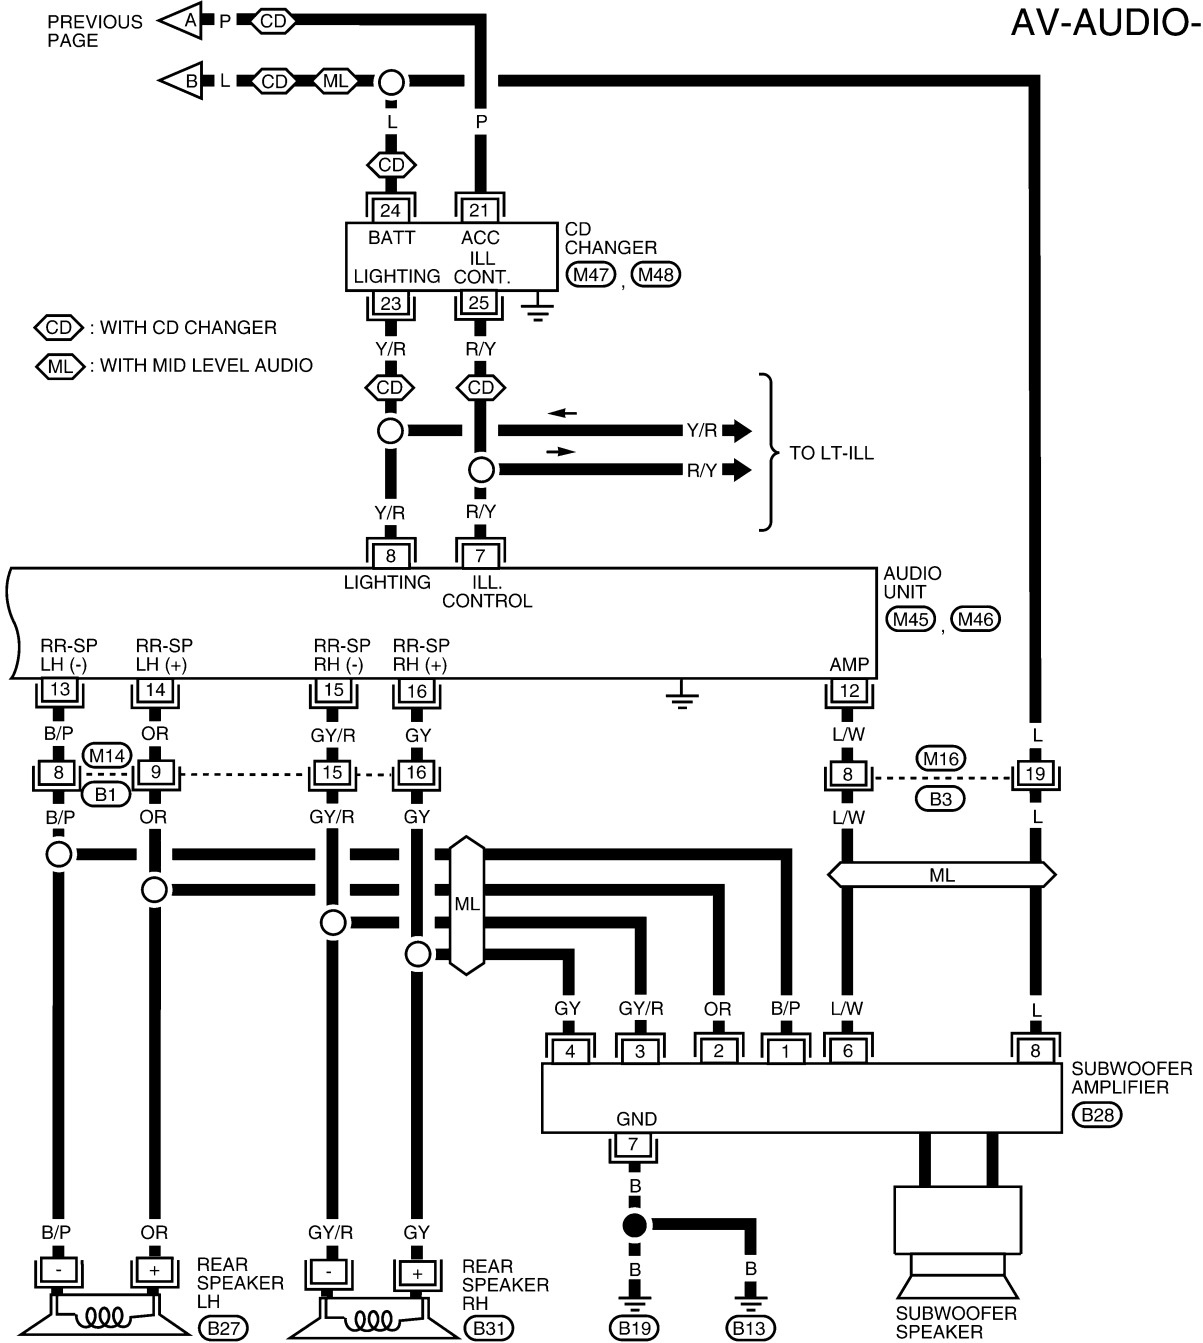 AV-AUDIO-
PREVIOUS
PAGE
A P CD
B L CD ML
L P
CD
24 21
BATT ACC
ILL
LIGHTING CONT.
CD
CHANGER
M47 , M48
23 25
CD : WITH CD CHANGER
ML : WITH MID LEVEL AUDIO
Y/R R/Y
CD CD
Y/R
R/Y
TO LT-ILL
Y/R R/Y
8 7
LIGHTING ILL.
CONTROL
AUDIO
UNIT
M45 , M46
RR-SP RR-SP RR-SP RR-SP
LH (-) LH (+) RH (-) RH (+) AMP
13 14 15 16 12
B/P OR GY/R GY L/W L
M14 M16
8 9 15 16 8 19
B1 B3
B/P OR GY/R GY L/W L
ML
ML
GY GY/R OR B/P L/W L
4 3 2 1 6 8
SUBWOOFER
AMPLIFIER
B28
GND
7
B
B/P OR GY/R GY
B B
- + - +
REAR
SPEAKER
LH
B27
REAR
SPEAKER
RH
B31
B19 B13
SUBWOOFER
SPEAKER